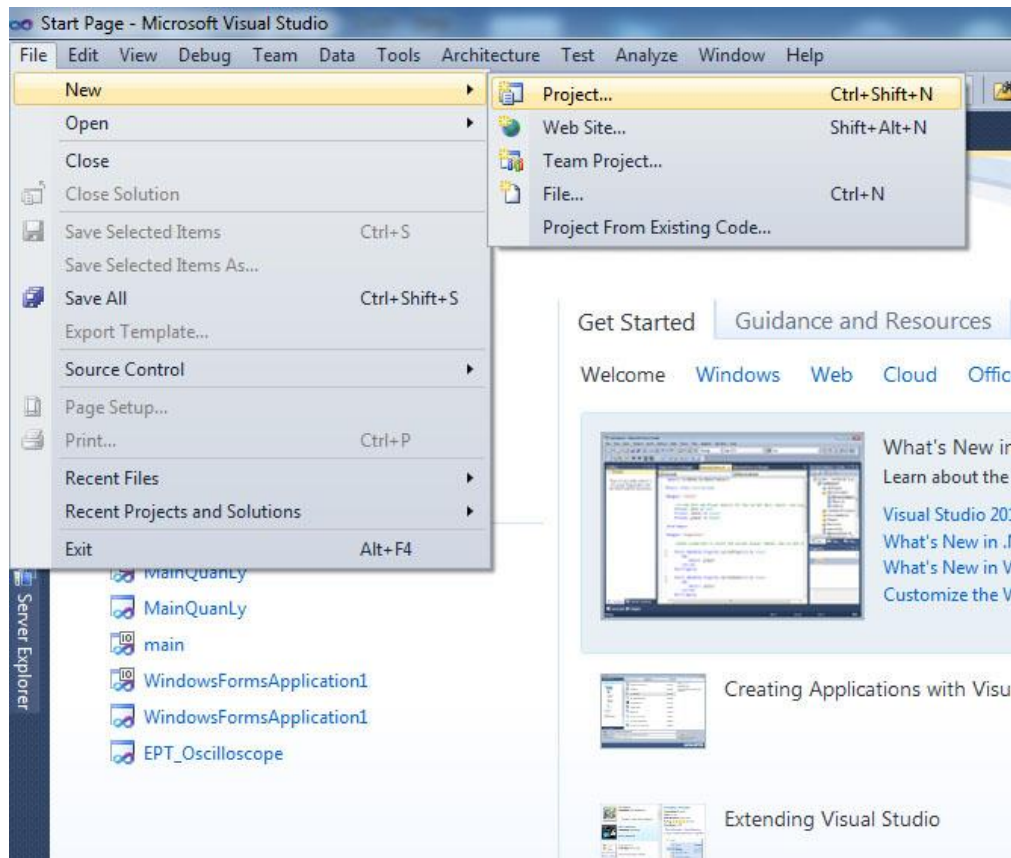 Start Page - Microsoft Visual Studio
File Edit View Debug Team Data Tools Architecture Test Analyze Window Help
New
Open
Close
Close Solution
Save Selected Items Ctrl+S
Save Selected Items As...
Save All Ctrl+Shift+S
Export Template...
Source Control
Page Setup...
Print... Ctrl+P
Recent Files
Recent Projects and Solutions
Exit Alt+F4
Project... Ctrl+Shift+N
Web Site... Shift+Alt+N
Team Project...
File... Ctrl+N
Project From Existing Code...
Server Explorer
MainQuanLy
MainQuanLy
main
WindowsFormsApplication1
WindowsFormsApplication1
EPT_Oscilloscope
Get Started Guidance and Resources
Welcome Windows Web Cloud Offic
What's New in
Learn about the
Visual Studio 201
What's New in .N
What's New in V
Customize the V
Creating Applications with Visu
Extending Visual Studio